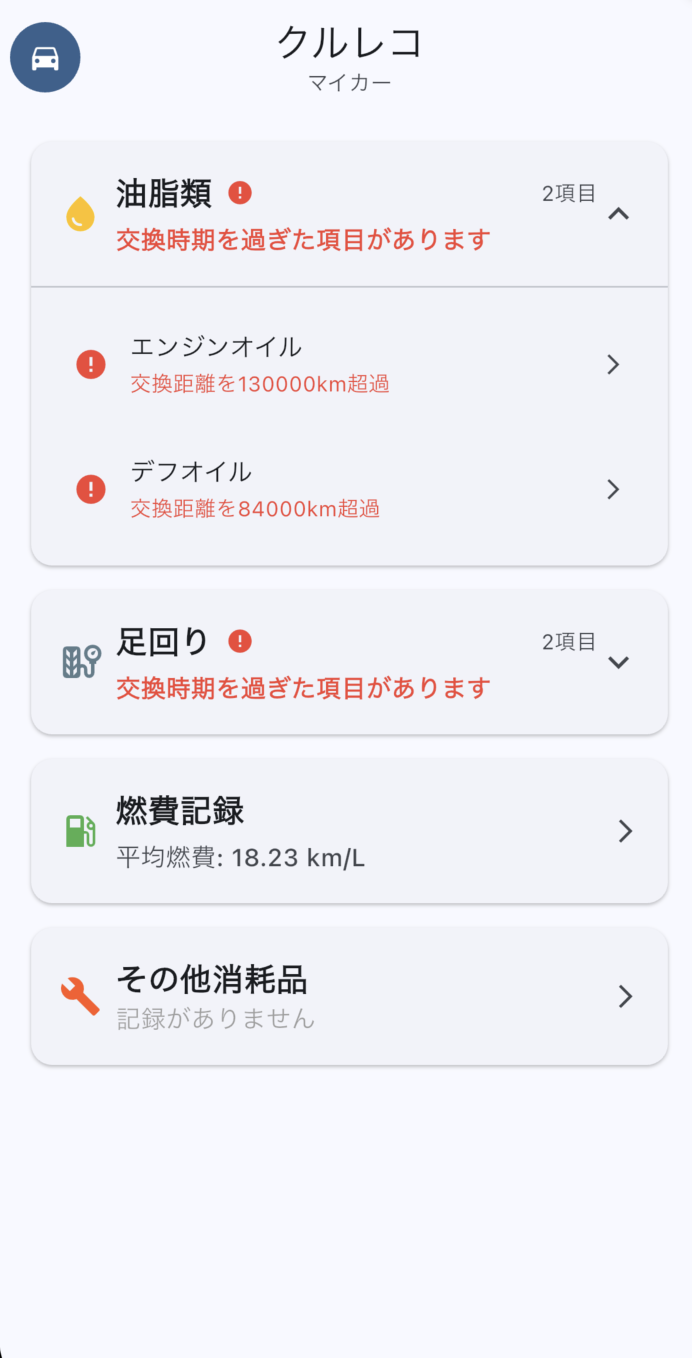 クルレコ
マイカー
油脂類
2項目
交換時期を過ぎた項目があります
エンジンオイル
交換距離を130000km超過
デフオイル
交換距離を84000km超過
足回り
2項目
交換時期を過ぎた項目があります
燃費記録
平均燃費: 18.23 km/L
その他消耗品
記録がありません